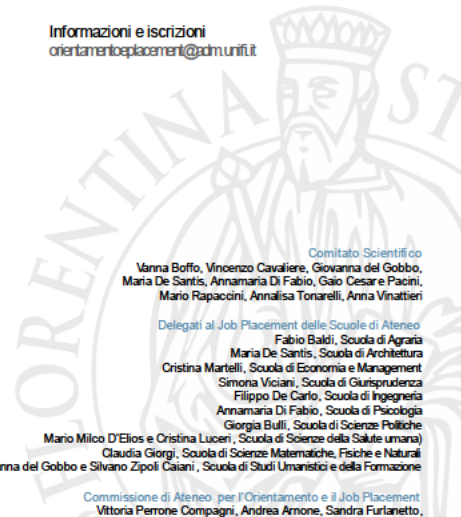 Informazioni e iscrizioni
orientamentoeplacement@adm.unifi.it
FLORENTINA ST
Comitato Scientifico
Vanna Boffo, Vincenzo Cavaliere, Giovanna del Gobbo,
Maria De Santis, Annamaria Di Fabio, Gaio Cesare Pacini,
Mario Rapaccini, Annalisa Tonarelli, Anna Vinattieri
Delegati al Job Placement delle Scuole di Ateneo
Fabio Baldi, Scuola di Agraria
Maria De Santis, Scuola di Architettura
Cristina Martelli, Scuola di Economia e Management
Simona Viciani, Scuola di Giurisprudenza
Filippo De Carlo, Scuola di Ingegneria
Annamaria Di Fabio, Scuola di Psicologia
Giorgia Bulli, Scuola di Scienze Politiche
Mario Milco D'Elios e Cristina Luceri, Scuola di Scienze della Salute umana)
Claudia Giorgi, Scuola di Scienze Matematiche, Fisiche e Naturali
nna del Gobbo e Silvano Zipoli Caiani, Scuola di Studi Umanistici e della Formazione
Commissione di Ateneo per l'Orientamento e il Job Placement
Vittoria Perrone Compagni, Andrea Arnone, Sandra Furlanetto,